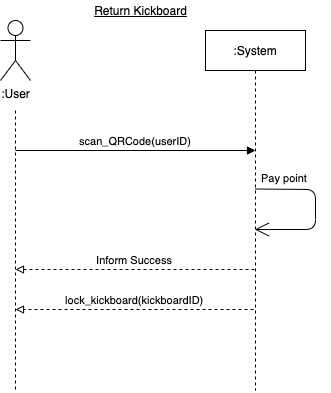 Return Kickboard
:System
:User
scan_QRCode(userID)
Pay point
Inform Success
lock_kickboard(kickboardID)